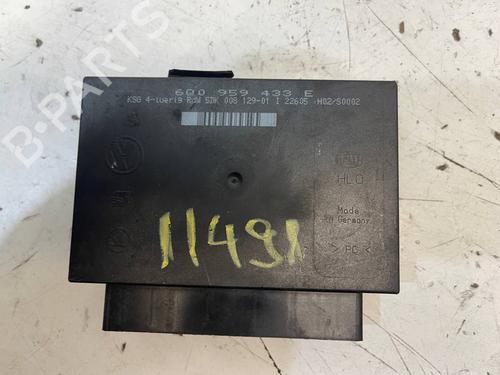 6Q0 959 433 E
KSG 4-tuerig RdW 5DK 008 129-01 I 22605 H02/S0002
HLO
Made
in Germany
> PC <
11491
B-PARTS